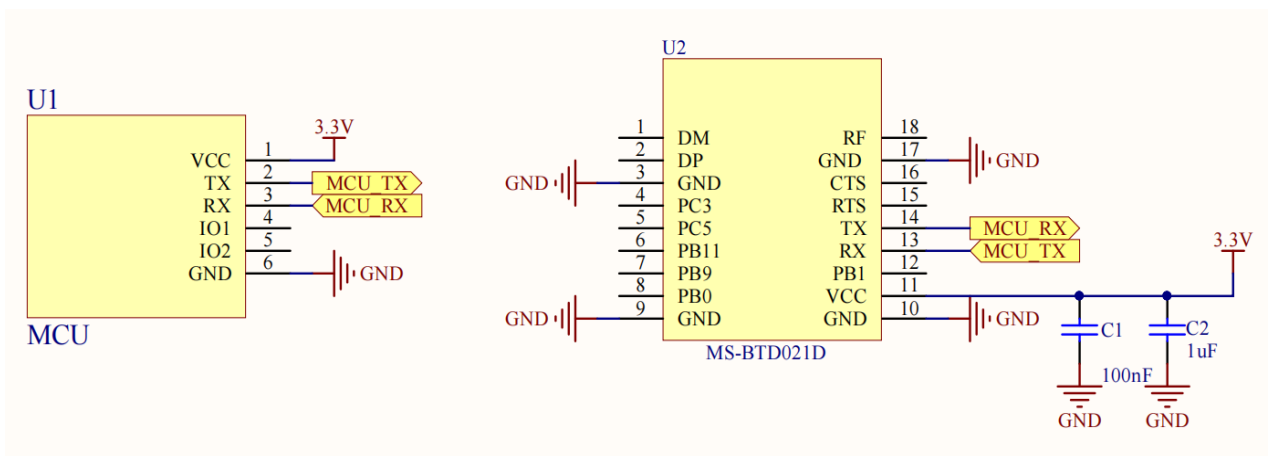 U1
VCC 1 3.3V
TX 2 MCU_TX
RX 3 MCU_RX
IO1 4
IO2 5
GND 6 GND
MCU
U2
1 DM RF 18
2 DP GND 17 GND
GND 3 GND CTS 16
4 PC3 RTS 15
5 PC5 TX 14 MCU_RX
6 PB11 RX 13 MCU_TX
7 PB9 PB1 12
8 PB0 VCC 11 3.3V
GND 9 GND GND 10 GND
MS-BTD021D
C1
100nF
GND
C2
1uF
GND